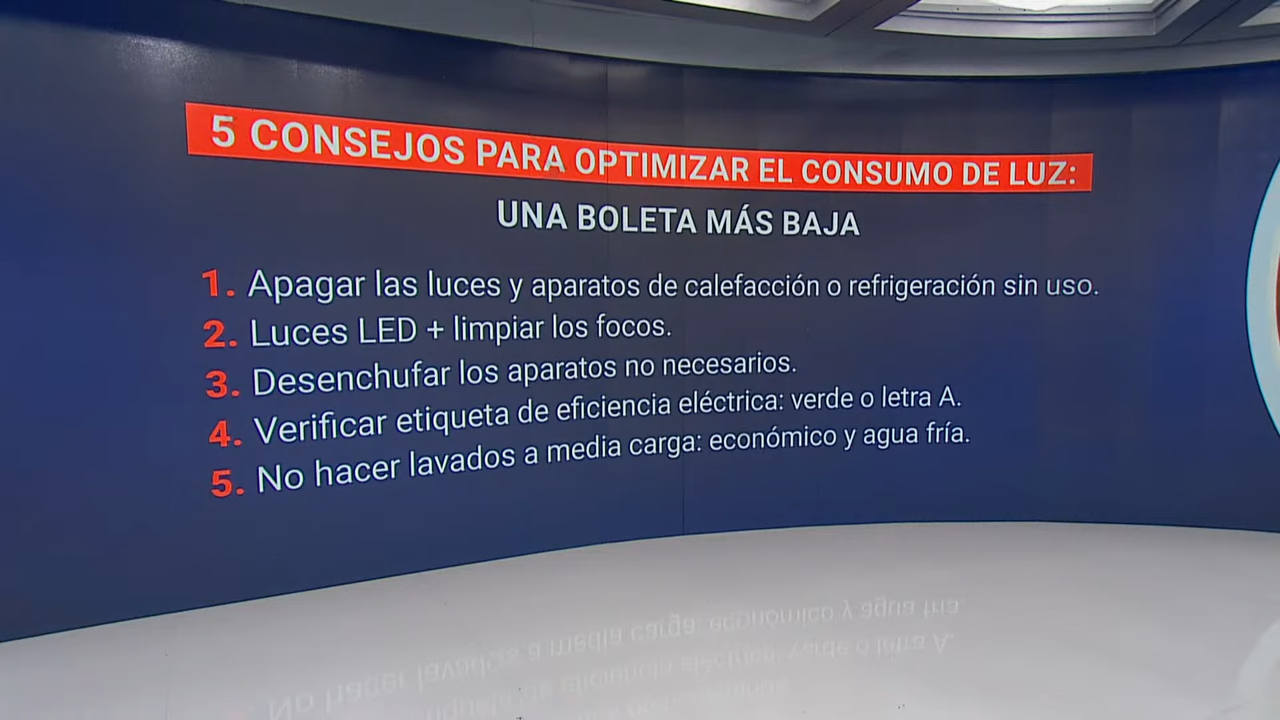 5 CONSEJOS PARA OPTIMIZAR EL CONSUMO DE LUZ:
UNA BOLETA MÁS BAJA
1. Apagar las luces y aparatos de calefacción o refrigeración sin uso.
2. Luces LED + limpiar los focos.
3. Desenchufar los aparatos no necesarios.
4. Verificar etiqueta de eficiencia eléctrica: verde o letra A.
5. No hacer lavados a media carga: económico y agua fría.